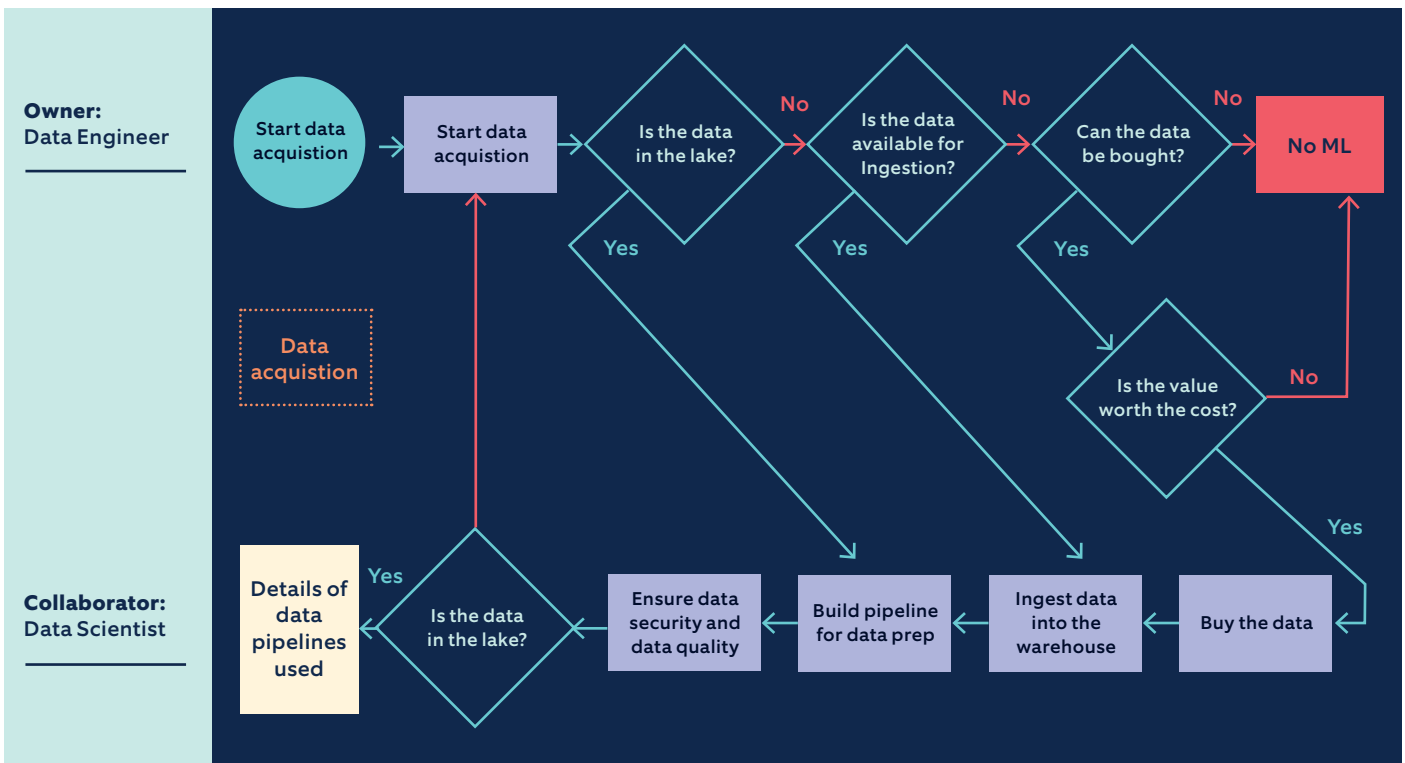 Owner:
Data Engineer
Start data
acquistion
Start data
acquistion
Is the data
in the lake?
No
Is the data
available for
Ingestion?
No
Can the data
be bought?
No
No ML
Yes
Yes
Yes
Data
acquistion
Is the value
worth the cost?
No
Yes
Collaborator:
Data Scientist
Details of
data
pipelines
used
Yes
Is the data
in the lake?
Ensure data
security and
data quality
Build pipeline
for data prep
Ingest data
into the
warehouse
Buy the data